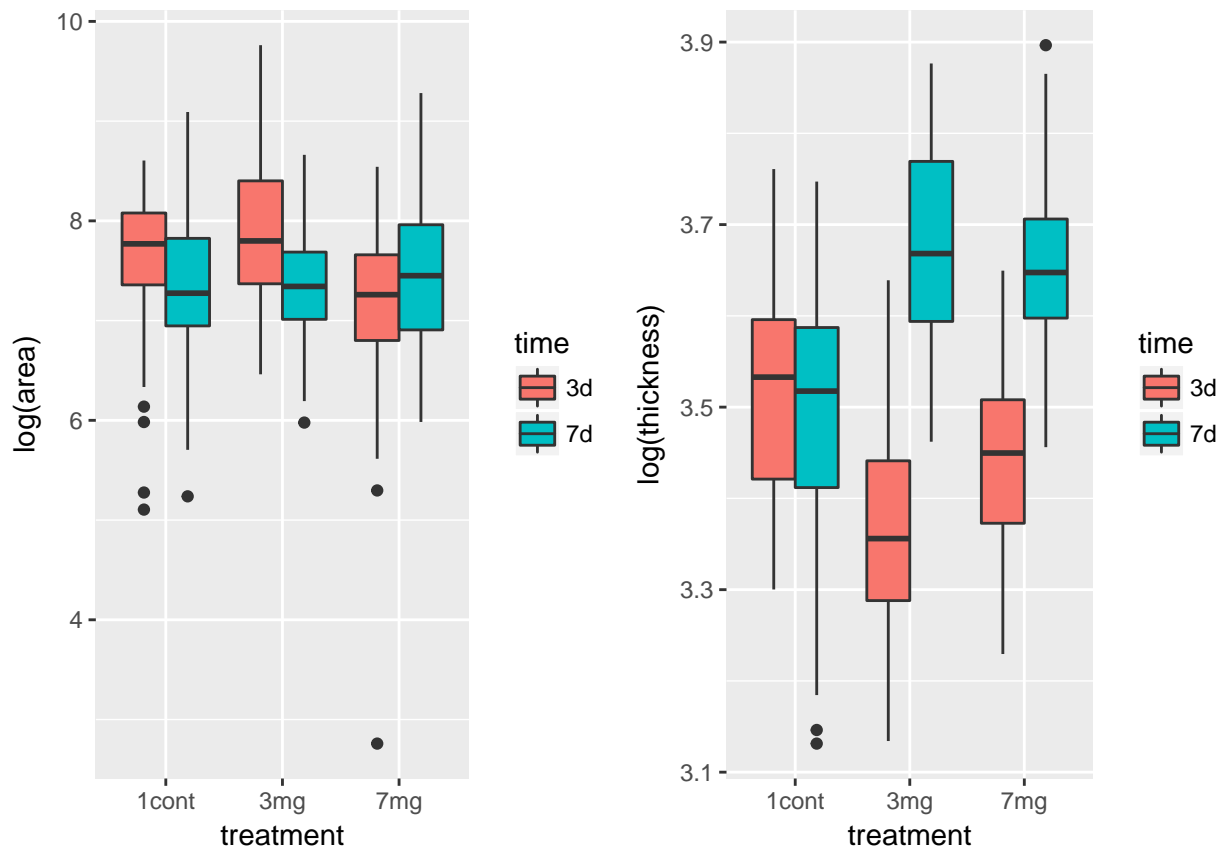 10
8
6
4
log(area)
1cont 3mg 7mg
treatment
time
3d
7d
3.9
3.7
3.5
3.3
3.1
log(thickness)
1cont 3mg 7mg
treatment
time
3d
7d